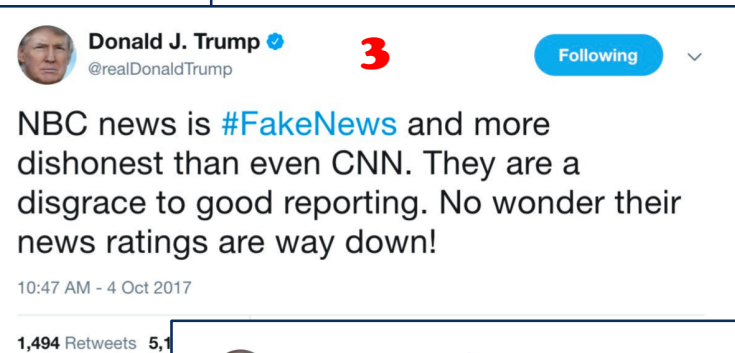 Donald J. Trump
3
Following
@realDonaldTrump
NBC news is #FakeNews and more
dishonest than even CNN. They are a
disgrace to good reporting. No wonder their
news ratings are way down!
10:47 AM - 4 Oct 2017
1,494 Retweets